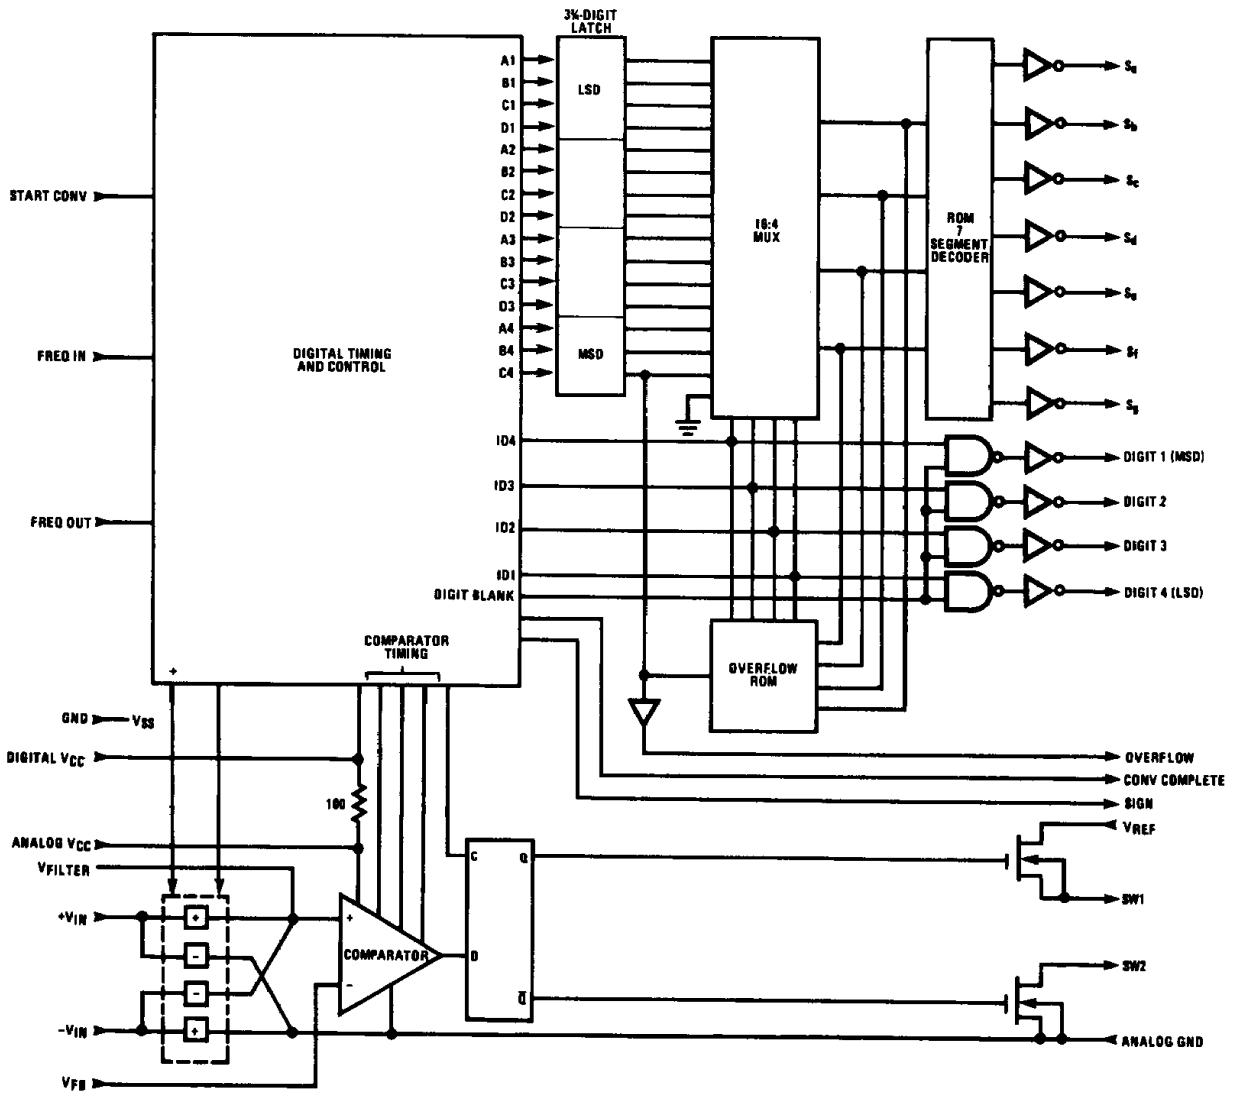 3¾-DIGIT
LATCH
A1
B1
C1
D1
A2
B2
C2
D2
A3
B3
C3
D3
A4
B4
C4
LSD
MSD
16:4
MUX
ROM
7
SEGMENT
DECODER
Sa
Sb
Sc
Sd
Se
Sf
Sg
START CONV
FREQ IN
FREQ OUT
DIGITAL TIMING
AND CONTROL
ID4
ID3
ID2
ID1
DIGIT BLANK
DIGIT 1 (MSD)
DIGIT 2
DIGIT 3
DIGIT 4 (LSD)
COMPARATOR
TIMING
+
OVERFLOW
ROM
GND
VSS
DIGITAL VCC
100
ANALOG VCC
VFILTER
+VIN
-VIN
VFB
+
-
-
+
+
COMPARATOR
-
C
Q
D
Q̅
OVERFLOW
CONV COMPLETE
SIGN
VREF
SW1
SW2
ANALOG GND